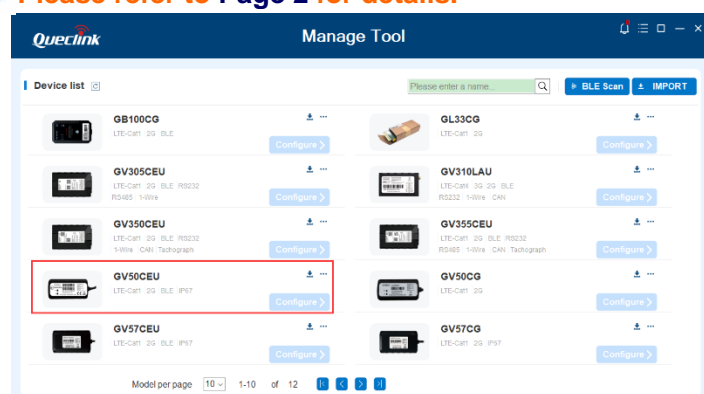 Please refer to Page 2 for details.
Queclink
Manage Tool
Device list
Please enter a name...
BLE Scan
IMPORT
GB100CG
LTE-Cat1 2G BLE
Configure >
GL33CG
LTE-Cat1 2G
Configure >
GV305CEU
LTE-Cat1 2G BLE RS232
RS485 1-Wire
Configure >
GV310LAU
LTE-Cat4 3G 2G BLE
RS232 1-Wire CAN
Configure >
GV350CEU
LTE-Cat1 2G BLE RS232
1-Wire CAN Tachograph
Configure >
GV355CEU
LTE-Cat1 2G BLE RS232
RS485 1-Wire CAN Tachograph
Configure >
GV50CEU
LTE-Cat1 2G BLE IP67
Configure >
GV50CG
LTE-Cat1 2G
Configure >
GV57CEU
LTE-Cat1 2G BLE IP67
Configure >
GV57CG
LTE-Cat1 2G IP67
Configure >
Model per page 10 1-10 of 12